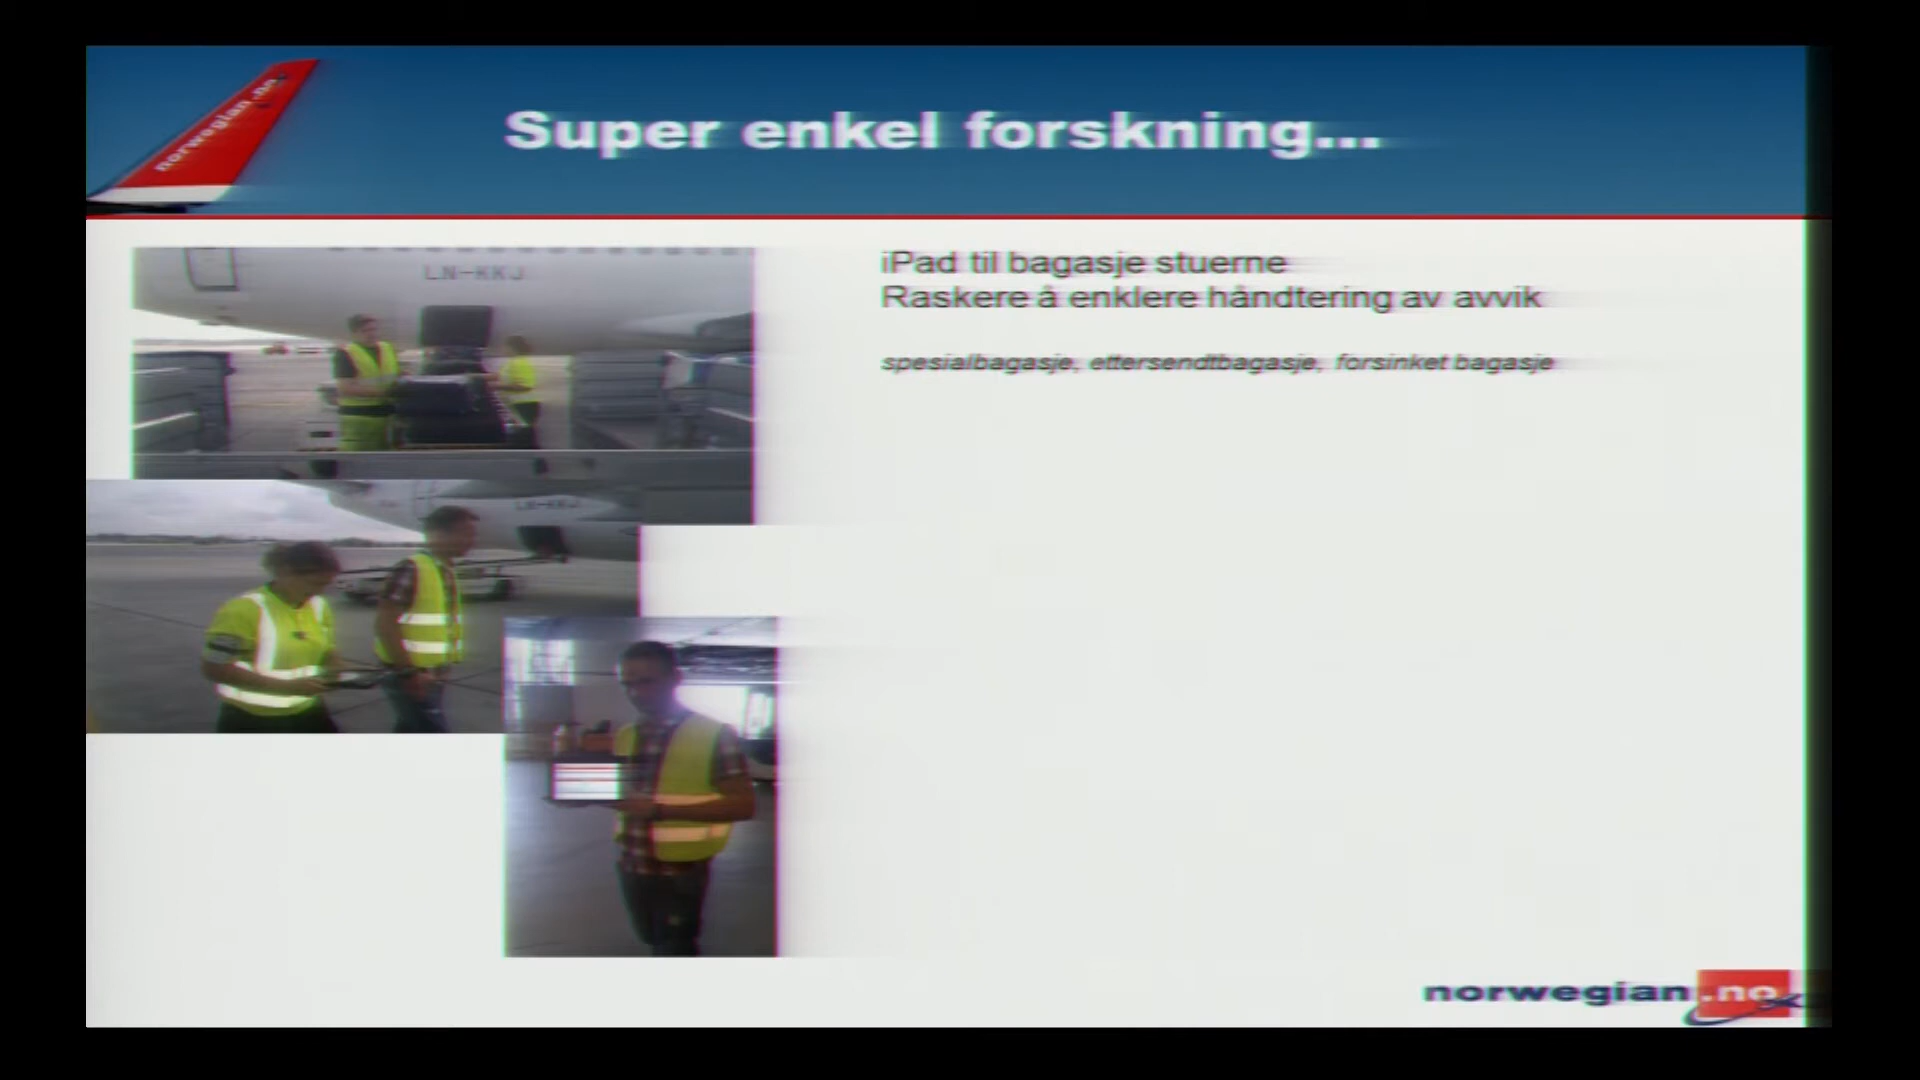 norwegian.no
Super enkel forskning...
LN-KKJ
iPad til bagasje stuerne
Raskere å enklere håndtering av avvik
spesialbagasje, ettersendtbagasje, forsinket bagasje
LN-KKJ
norwegian.no